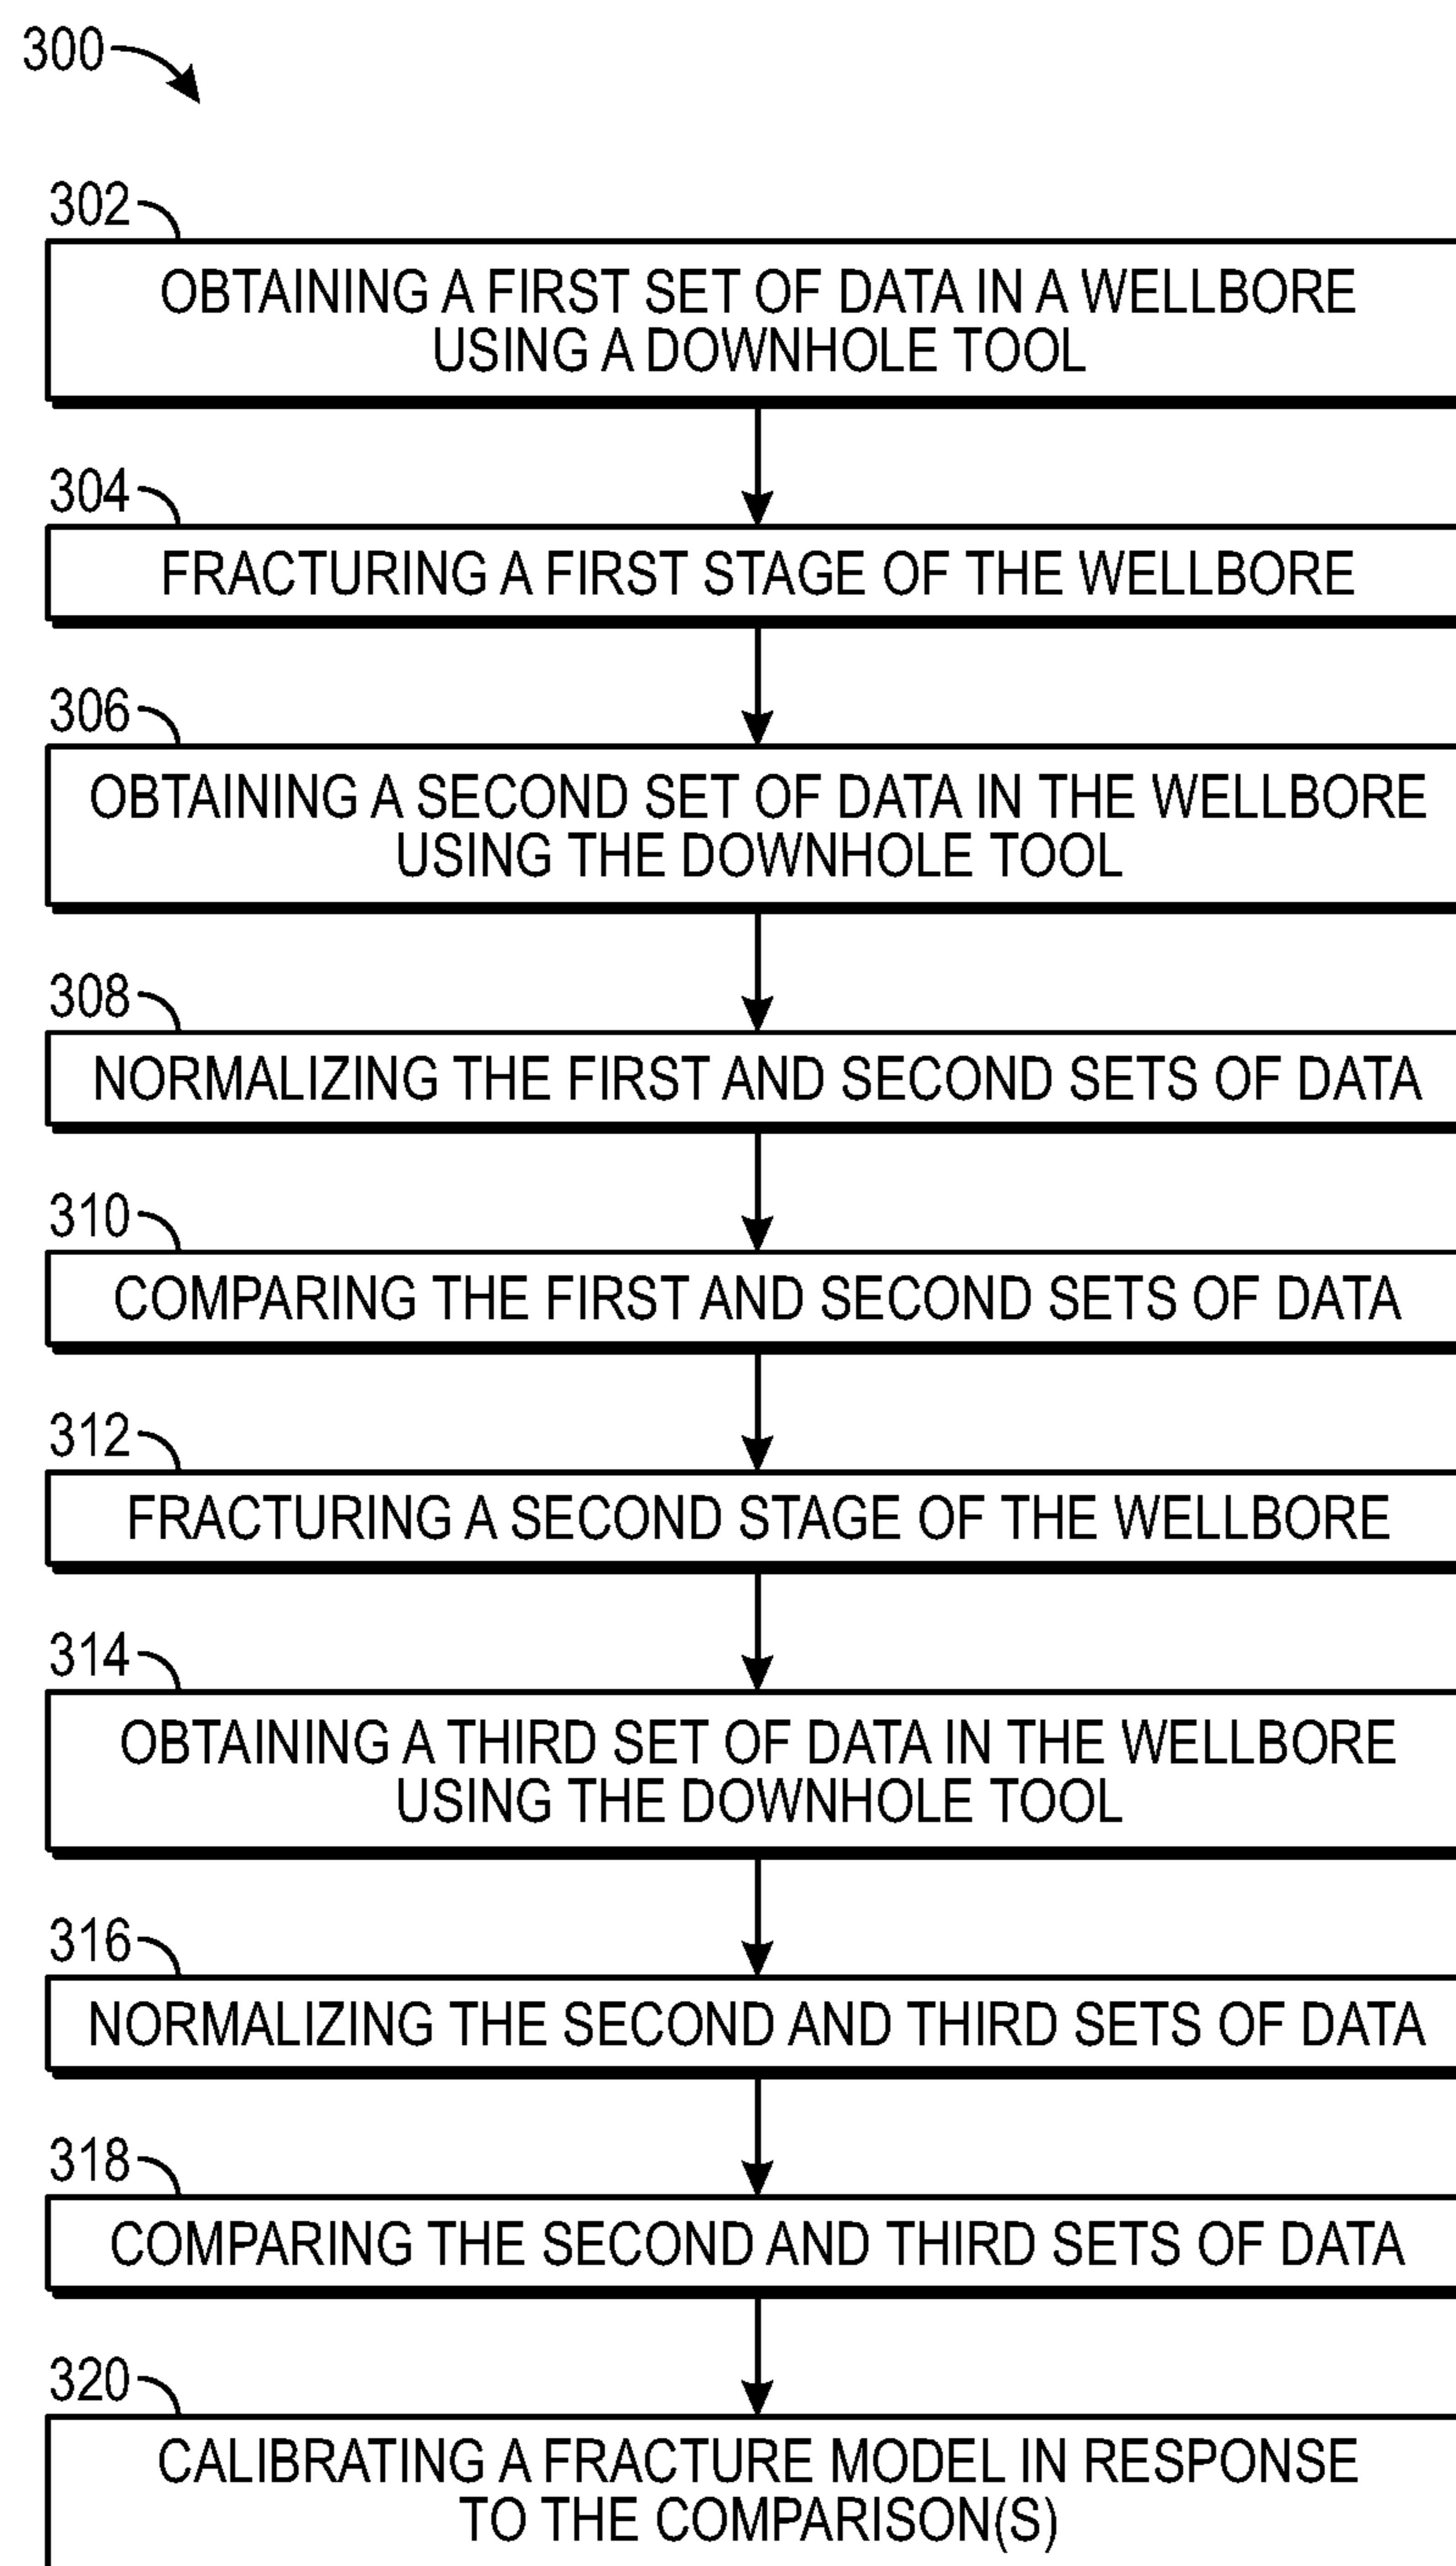 300
302
OBTAINING A FIRST SET OF DATA IN A WELLBORE
USING A DOWNHOLE TOOL
304
FRACTURING A FIRST STAGE OF THE WELLBORE
306
OBTAINING A SECOND SET OF DATA IN THE WELLBORE
USING THE DOWNHOLE TOOL
308
NORMALIZING THE FIRST AND SECOND SETS OF DATA
310
COMPARING THE FIRST AND SECOND SETS OF DATA
312
FRACTURING A SECOND STAGE OF THE WELLBORE
314
OBTAINING A THIRD SET OF DATA IN THE WELLBORE
USING THE DOWNHOLE TOOL
316
NORMALIZING THE SECOND AND THIRD SETS OF DATA
318
COMPARING THE SECOND AND THIRD SETS OF DATA
320
CALIBRATING A FRACTURE MODEL IN RESPONSE
TO THE COMPARISON(S)